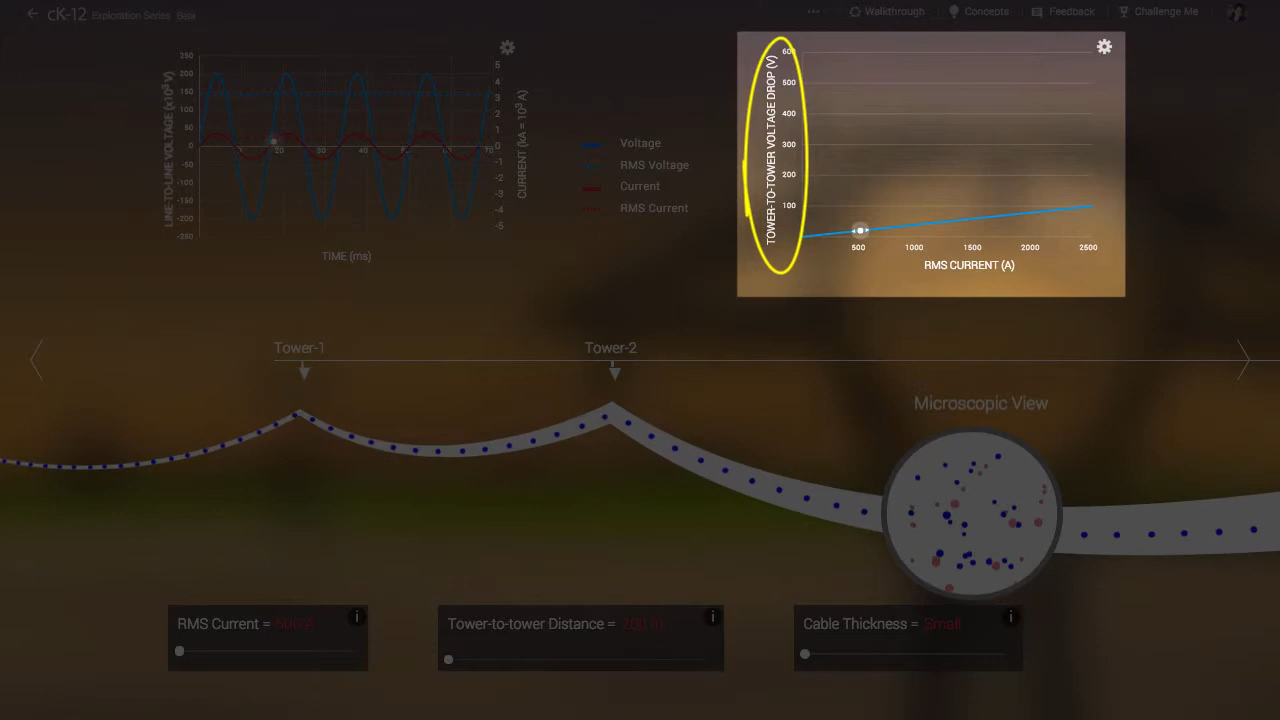 cK-12 Exploration Series Beta
Walkthrough
Concepts
Feedback
Challenge Me
LINE-TO-LINE VOLTAGE (x10³ V)
250
200
150
100
50
0
-50
-100
-150
-200
-250
20
30
40
70
TIME (ms)
5
4
3
2
1
0
-1
-2
-3
-4
-5
CURRENT (kA = 10³ A)
Voltage
RMS Voltage
Current
RMS Current
TOWER-TO-TOWER VOLTAGE DROP (V)
600
500
400
300
200
100
500
1000
1500
2000
2500
RMS CURRENT (A)
Tower-1
Tower-2
Microscopic View
RMS Current = 500 A
i
Tower-to-tower Distance = 200 m
i
Cable Thickness = Small
i